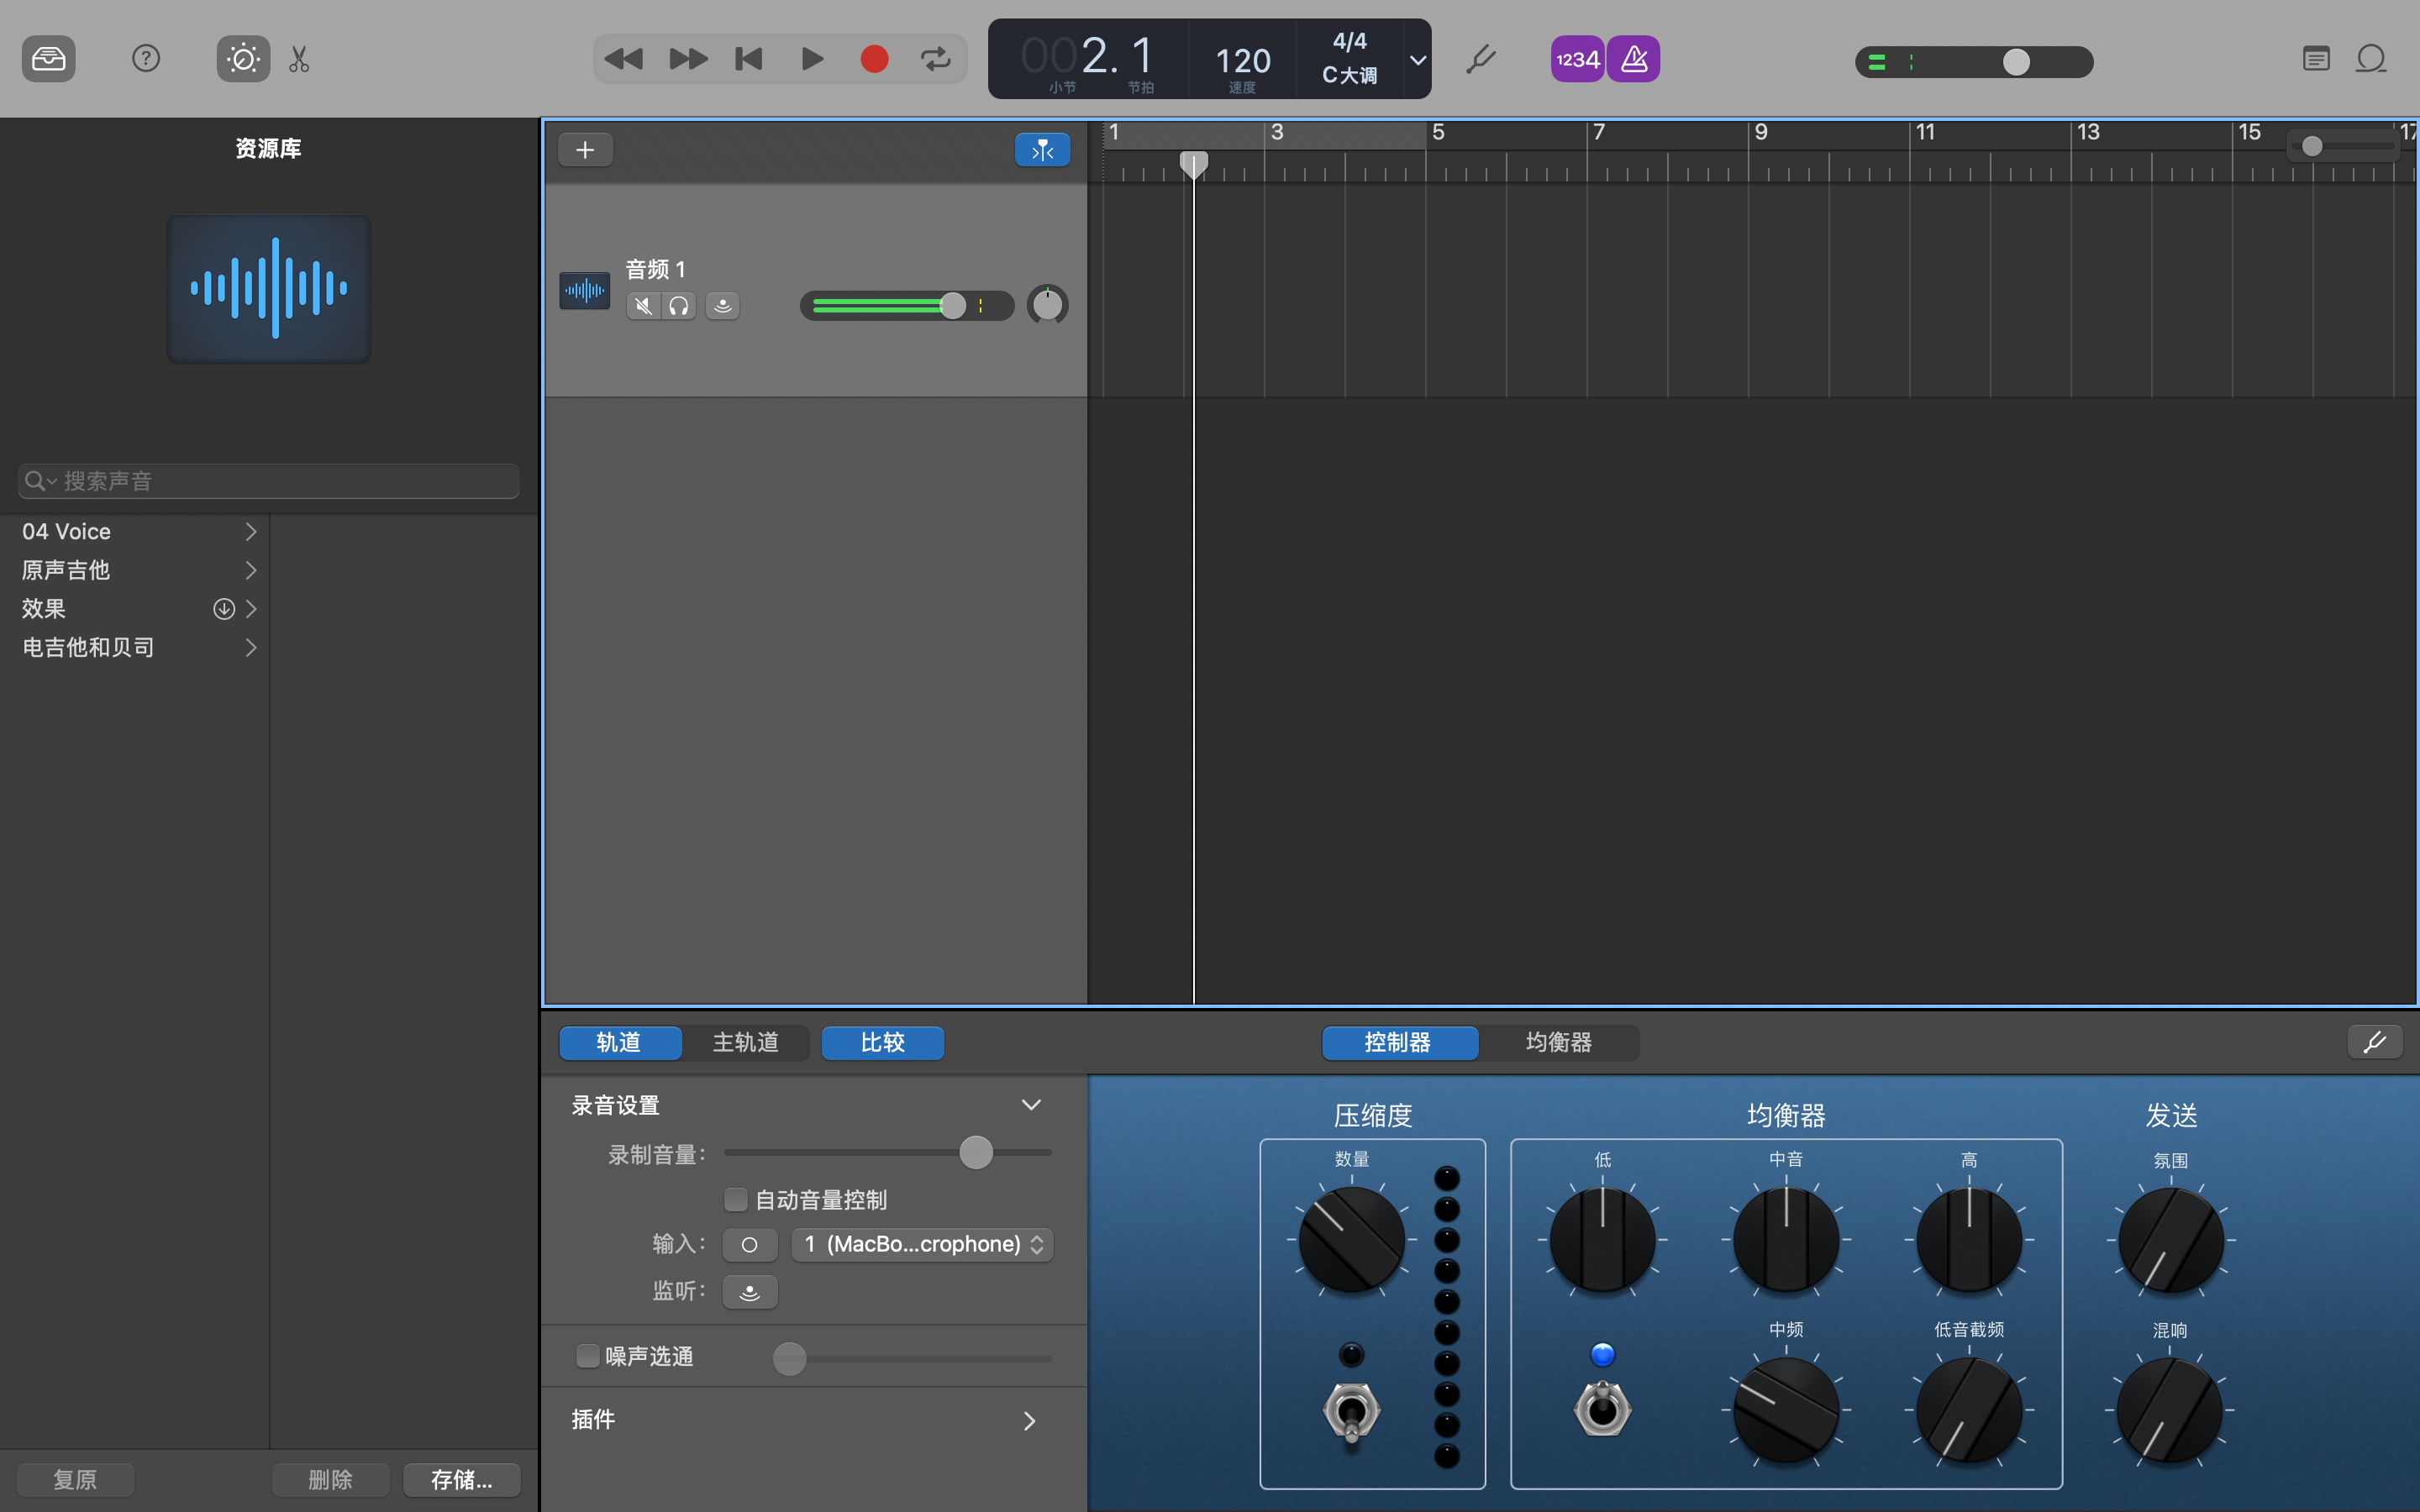 002. 1
小节
节拍
120
速度
4/4
C大调
1234
资源库
搜索声音
04 Voice
原声吉他
效果
电吉他和贝司
复原
删除
存储...
1
3
5
7
9
11
13
15
17
音频 1
轨道
主轨道
比较
控制器
均衡器
录音设置
录制音量：
自动音量控制
输入：
1 (MacBo...crophone)
监听：
噪声选通
插件
压缩度
均衡器
发送
数量
低
中音
高
氛围
中频
低音截频
混响